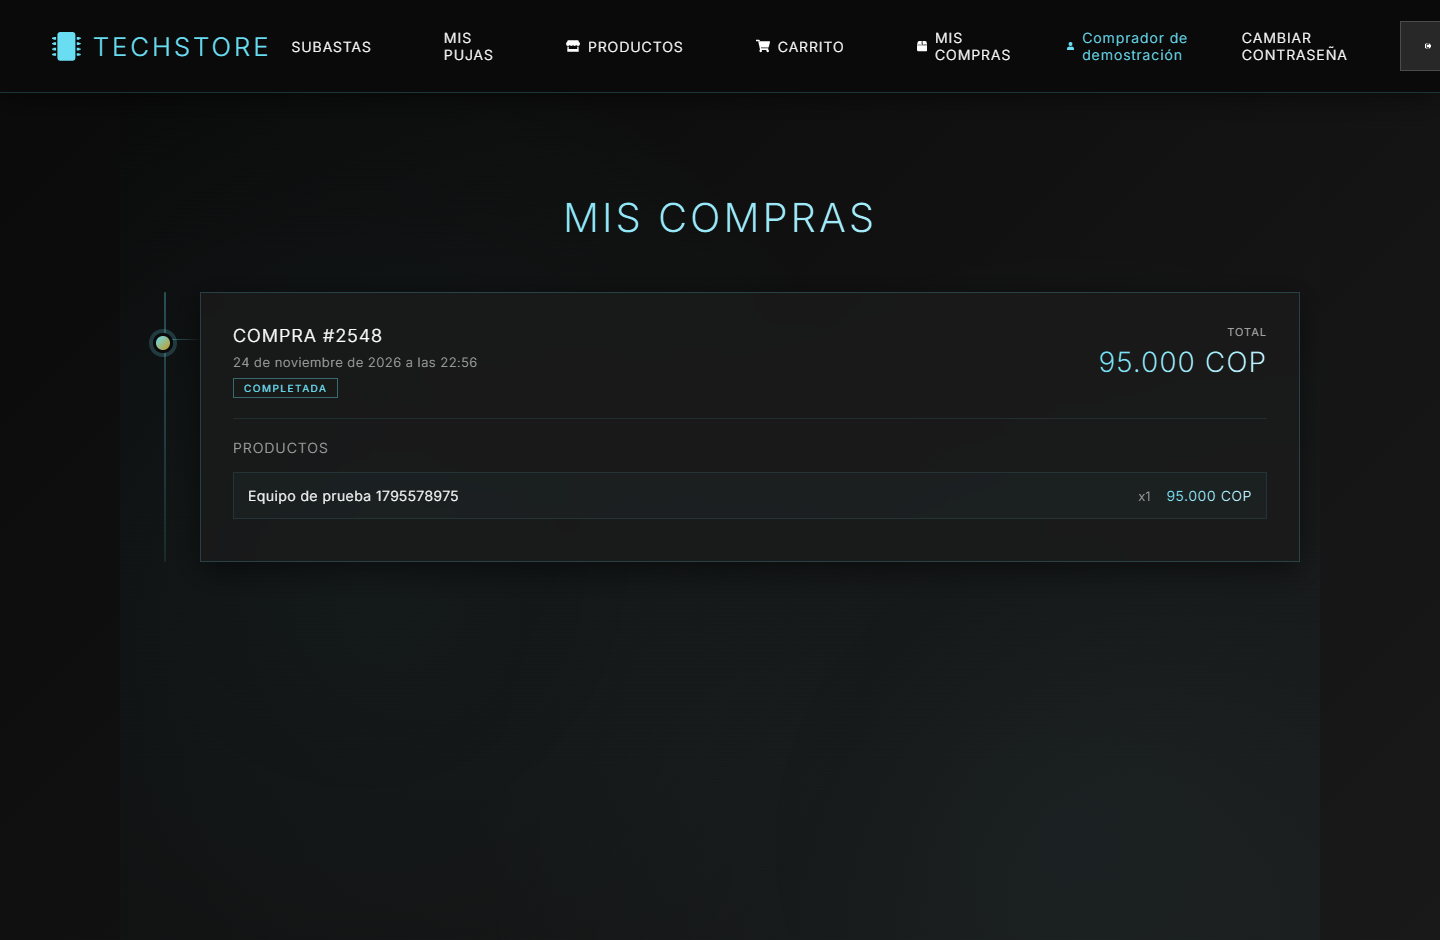 TECHSTORE
SUBASTAS
MIS
PUJAS
PRODUCTOS
CARRITO
MIS
COMPRAS
Comprador de
demostración
CAMBIAR
CONTRASEÑA
MIS COMPRAS
COMPRA #2548
24 de noviembre de 2026 a las 22:56
COMPLETADA
TOTAL
95.000 COP
PRODUCTOS
Equipo de prueba 1795578975
x1 95.000 COP